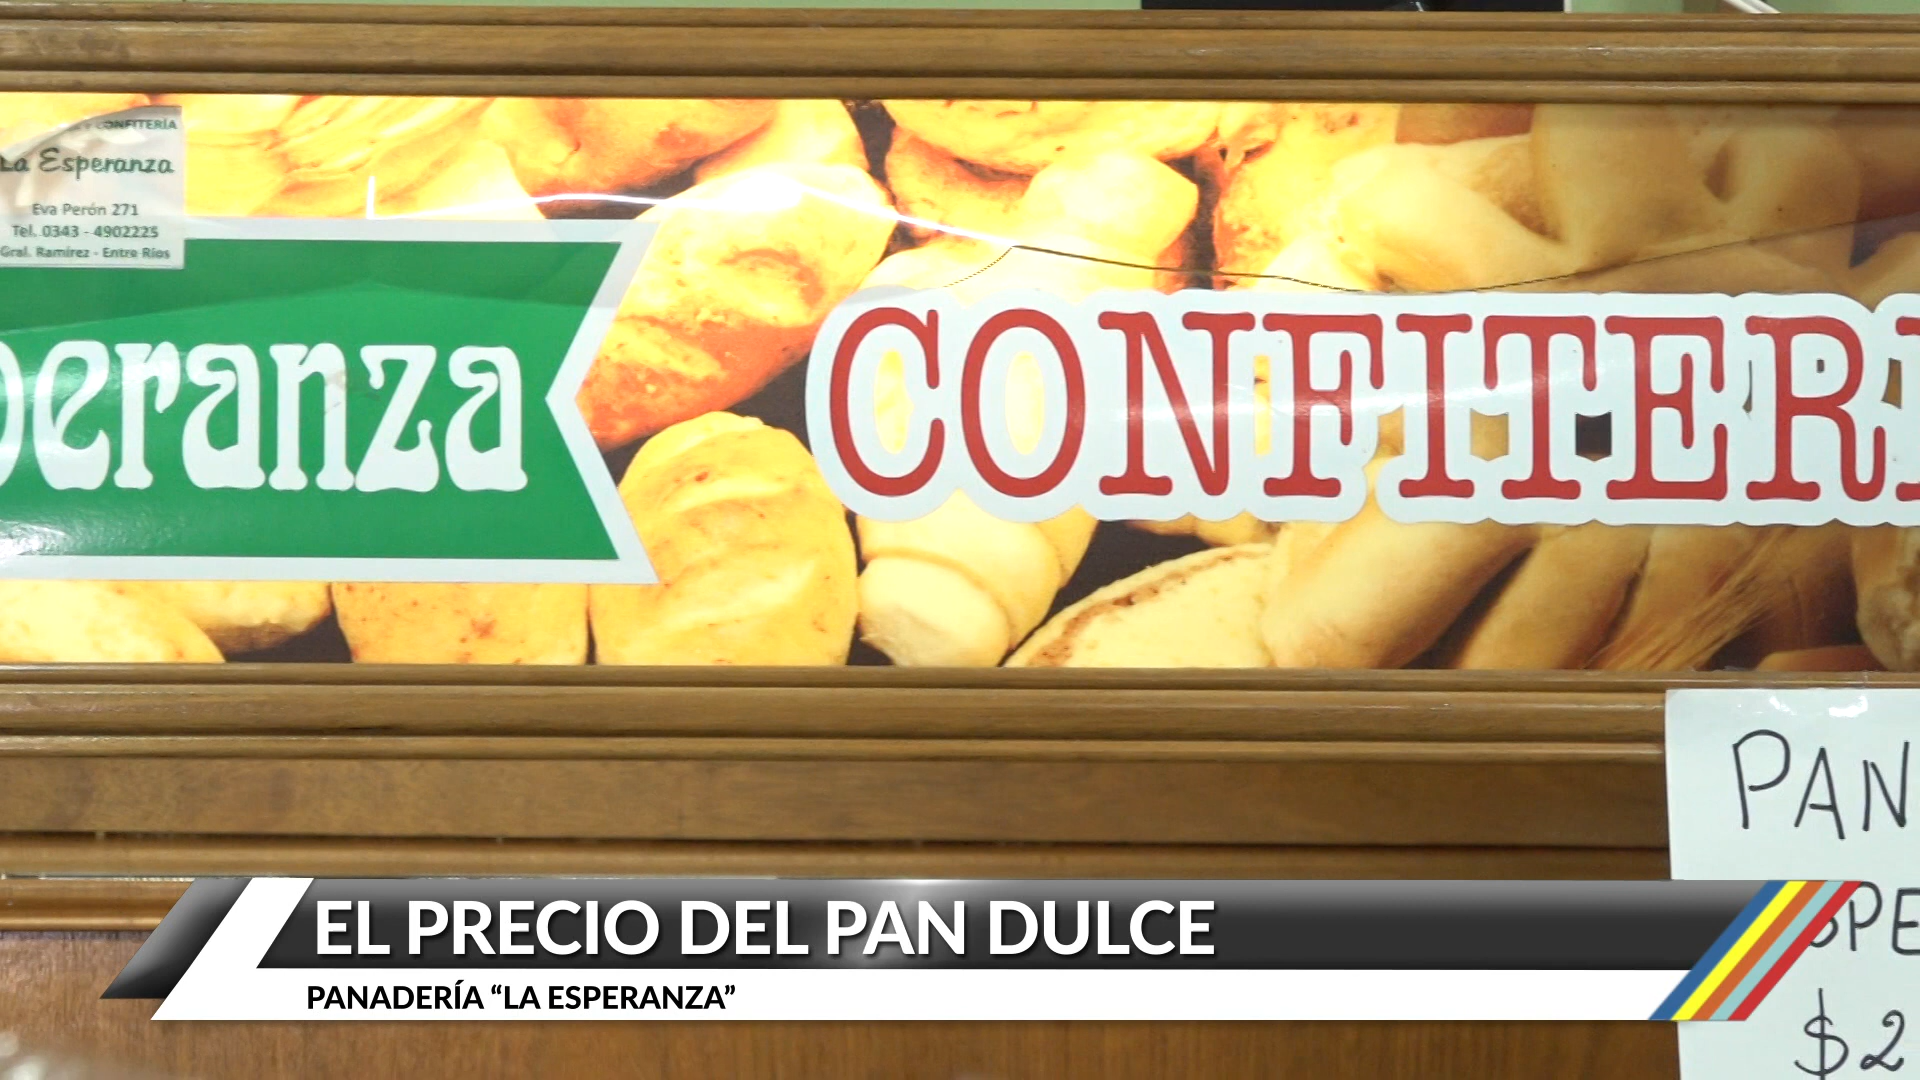 CONFITERÍA
La Esperanza
Eva Perón 271
Tel. 0343 - 4902225
Gral. Ramírez - Entre Ríos
peranza
CONFITER
PAN
SPE
$2
EL PRECIO DEL PAN DULCE
PANADERÍA “LA ESPERANZA”